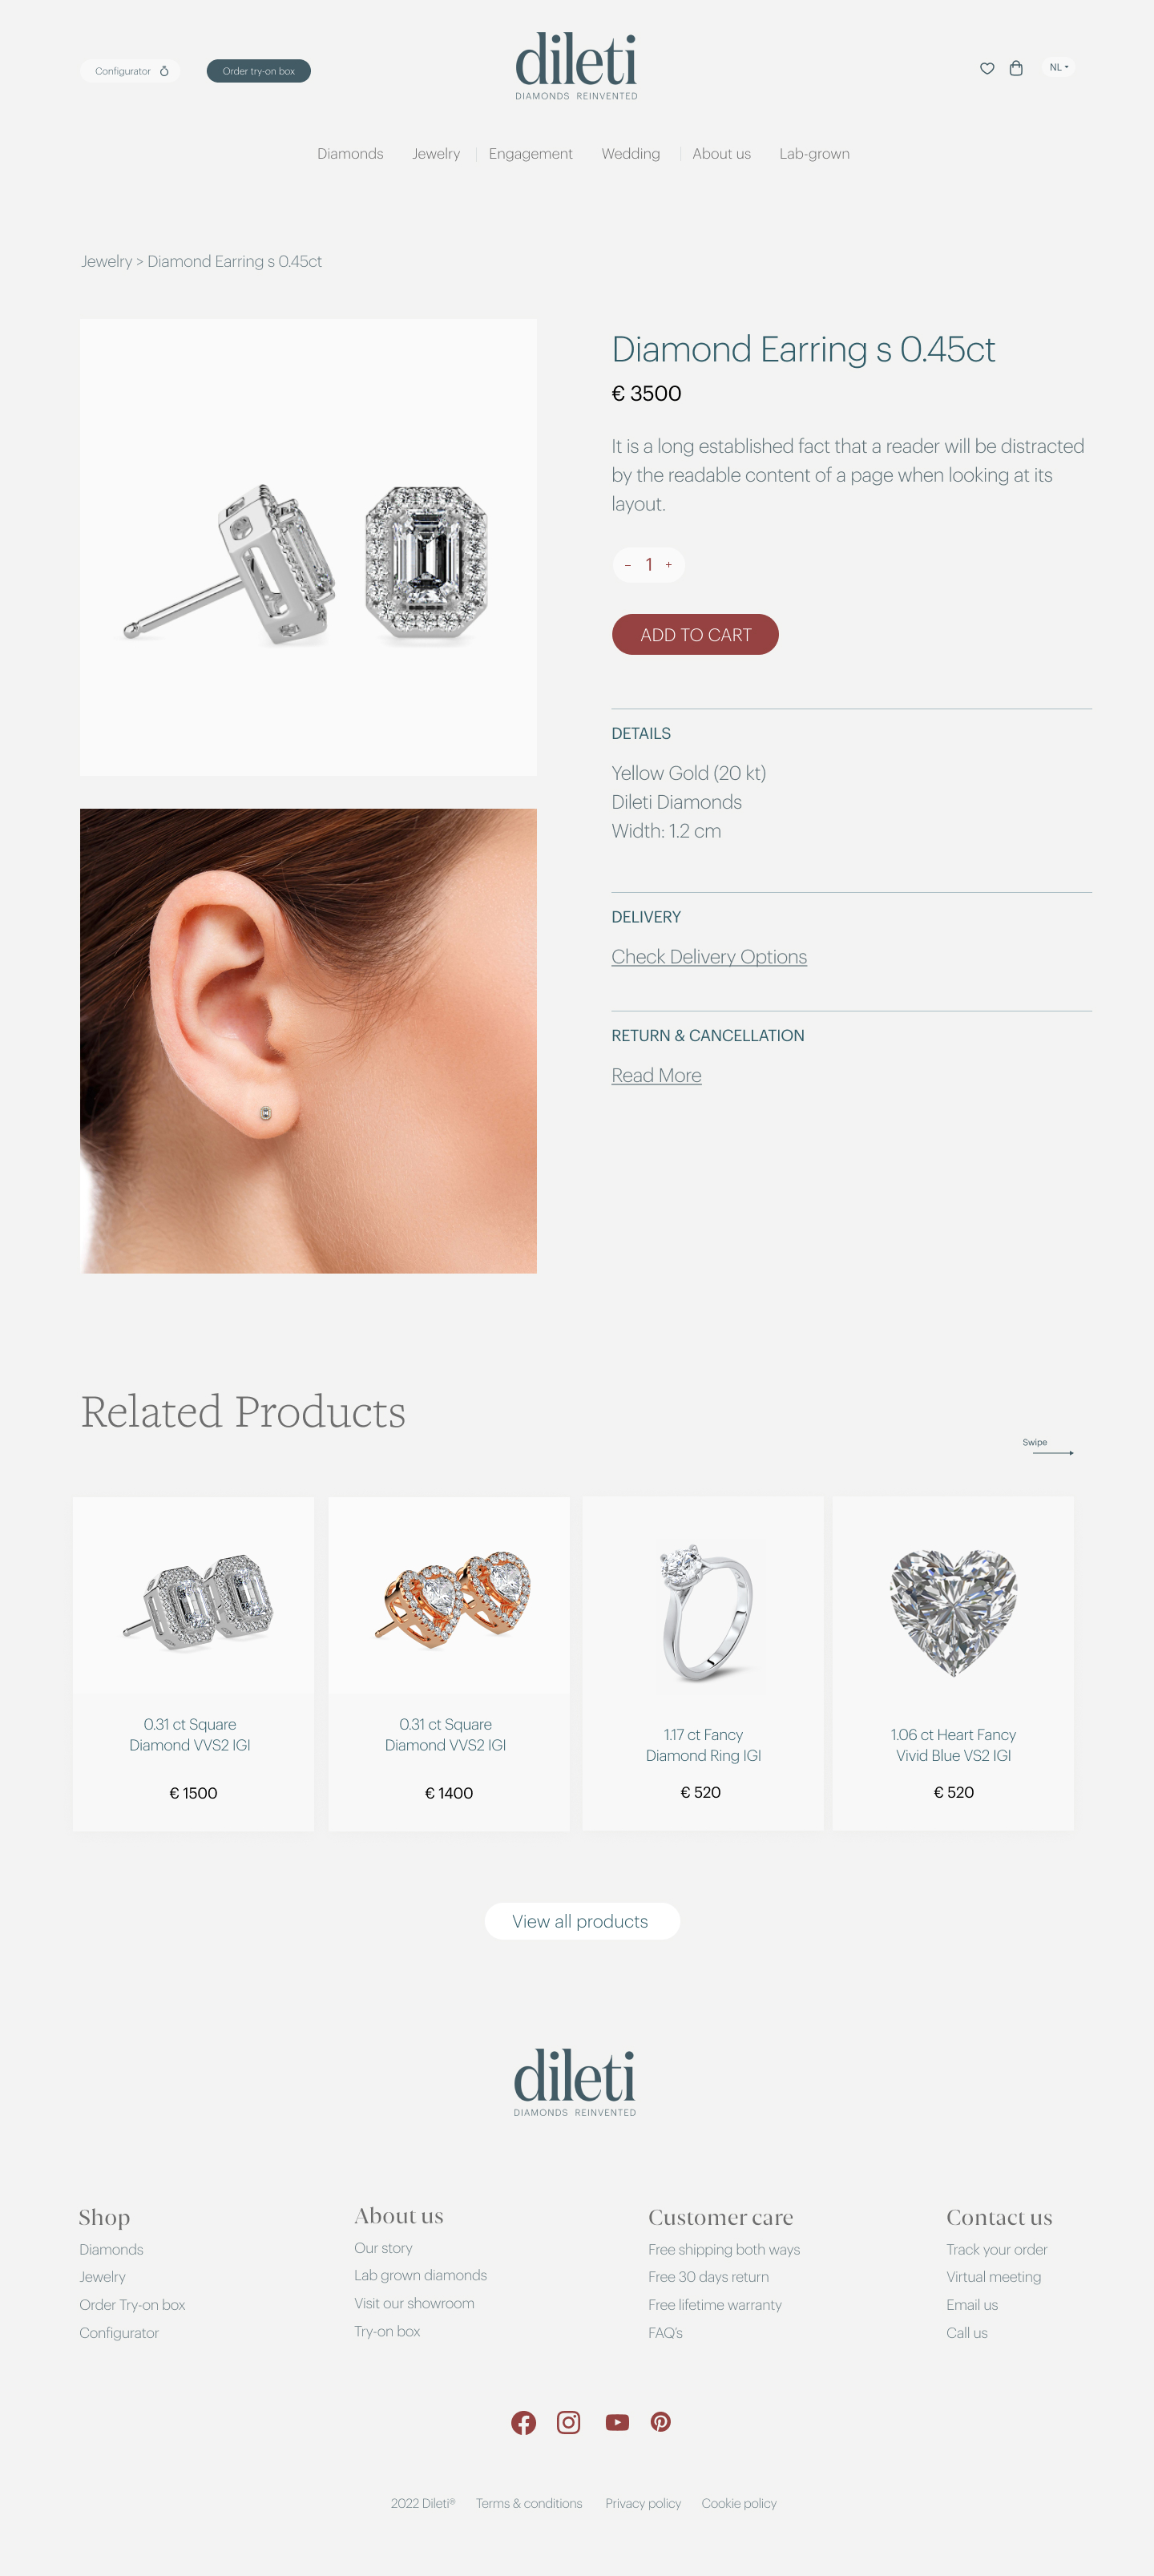 Configurator
Order try-on box
dileti
DIAMONDS REINVENTED
NL
Diamonds Jewelry Engagement Wedding About us Lab-grown
Jewelry > Diamond Earring s 0.45ct
Diamond Earring s 0.45ct
€ 3500
It is a long established fact that a reader will be distracted
by the readable content of a page when looking at its
layout.
- 1 +
ADD TO CART
DETAILS
Yellow Gold (20 kt)
Dileti Diamonds
Width: 1.2 cm
DELIVERY
Check Delivery Options
RETURN & CANCELLATION
Read More
Related Products
Swipe
0.31 ct Square
Diamond VVS2 IGI
€ 1500
0.31 ct Square
Diamond VVS2 IGI
€ 1400
1.17 ct Fancy
Diamond Ring IGI
€ 520
1.06 ct Heart Fancy
Vivid Blue VS2 IGI
€ 520
View all products
dileti
DIAMONDS REINVENTED
Shop
Diamonds
Jewelry
Order Try-on box
Configurator
About us
Our story
Lab grown diamonds
Visit our showroom
Try-on box
Customer care
Free shipping both ways
Free 30 days return
Free lifetime warranty
FAQ's
Contact us
Track your order
Virtual meeting
Email us
Call us
2022 Dileti® Terms & conditions Privacy policy Cookie policy